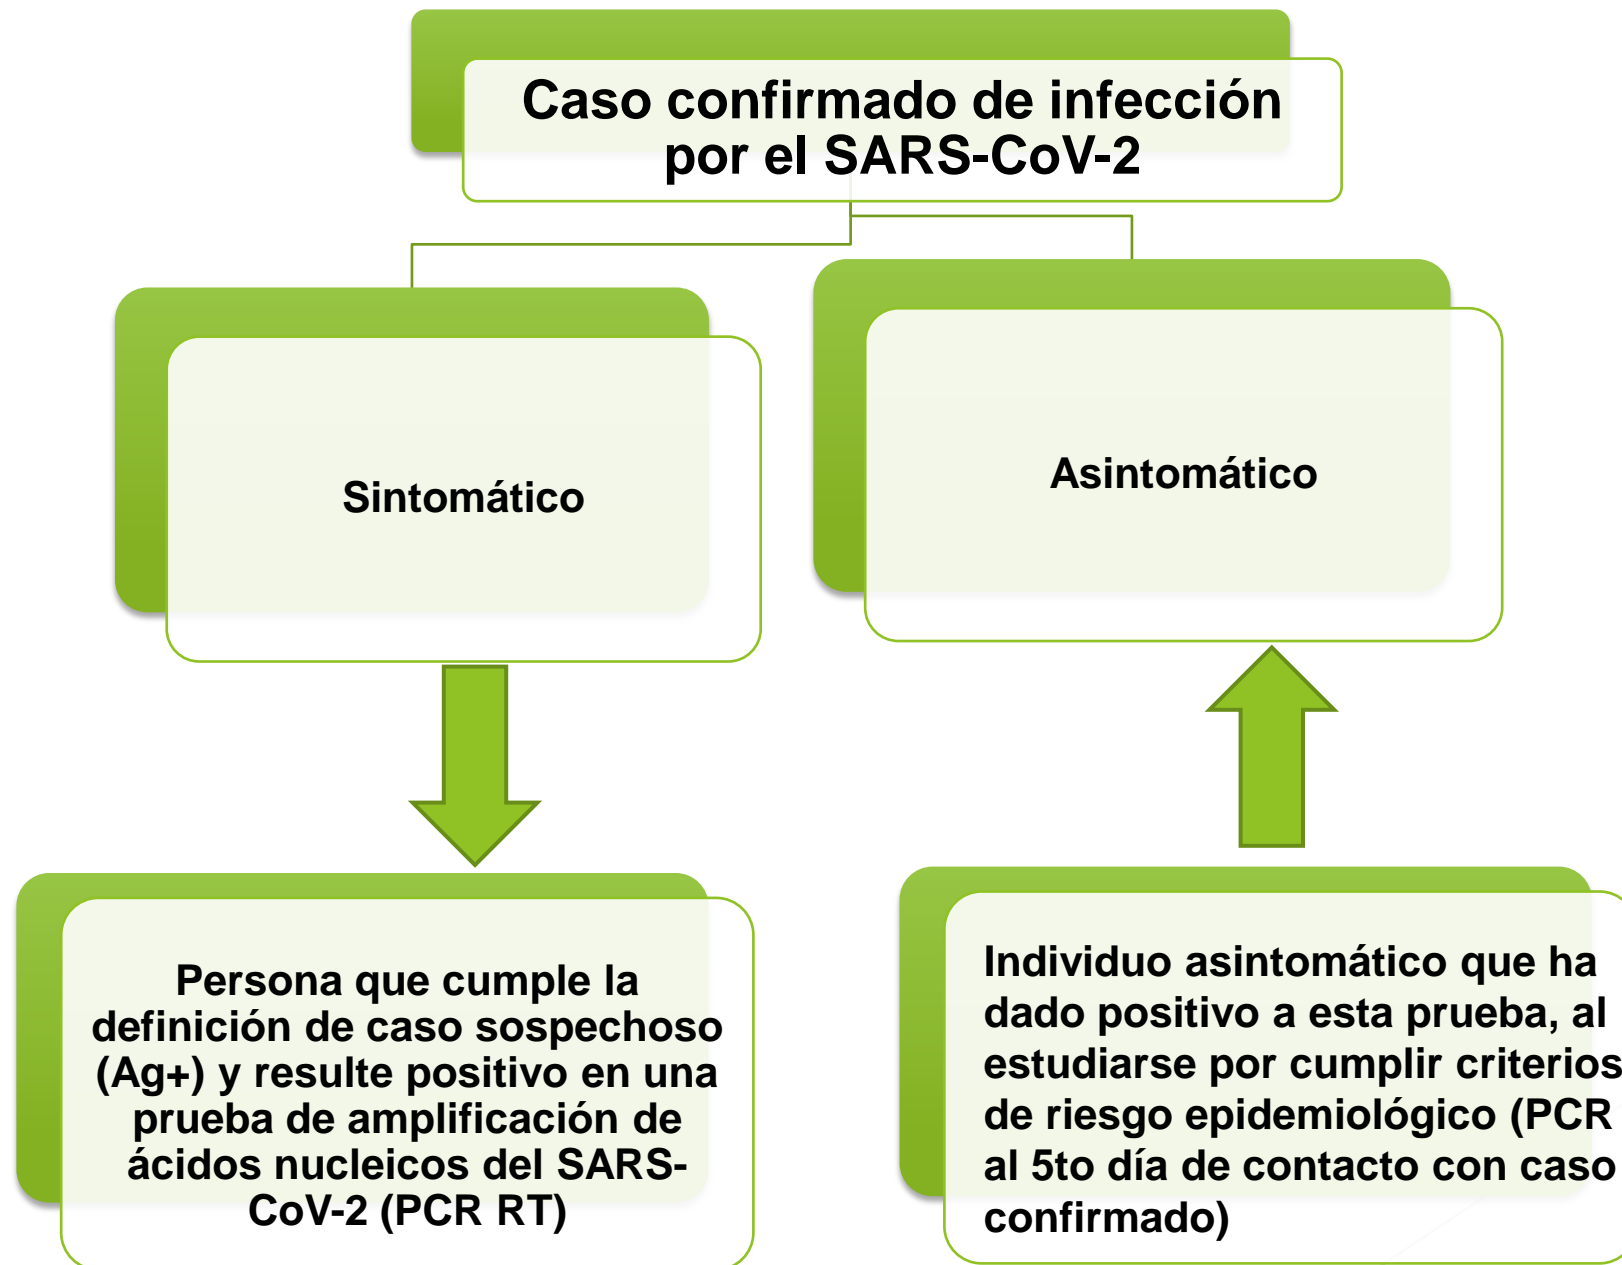 Caso confirmado de infección
por el SARS-CoV-2
Sintomático
Asintomático
Persona que cumple la
definición de caso sospechoso
(Ag+) y resulte positivo en una
prueba de amplificación de
ácidos nucleicos del SARS-
CoV-2 (PCR RT)
Individuo asintomático que ha
dado positivo a esta prueba, al
estudiarse por cumplir criterios
de riesgo epidemiológico (PCR
al 5to día de contacto con caso
confirmado)